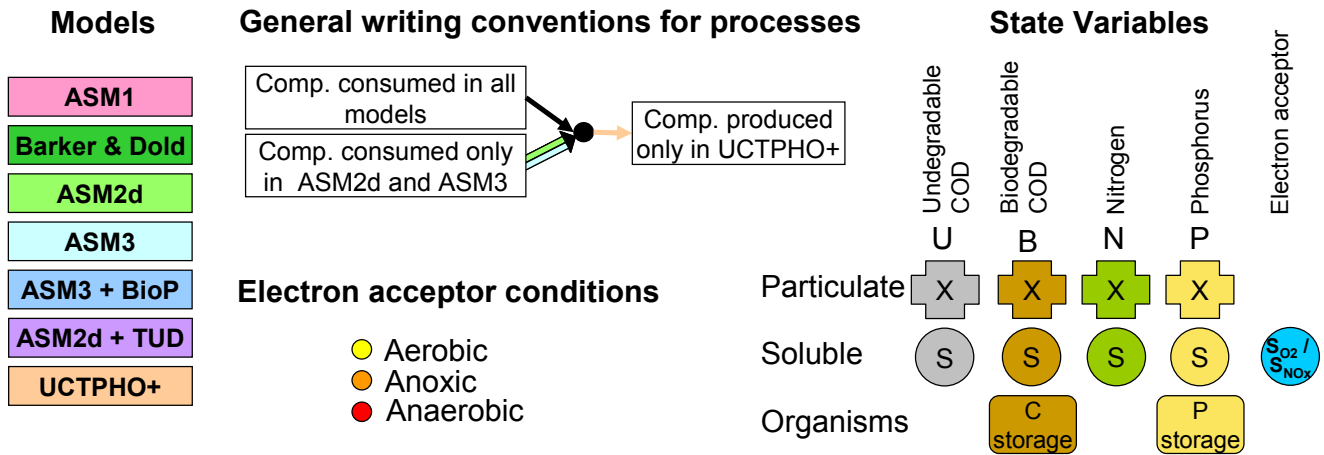 Models
General writing conventions for processes
State Variables
ASM1
Barker & Dold
ASM2d
ASM3
ASM3 + BioP
ASM2d + TUD
UCTPHO+
Comp. consumed in all
models
Comp. consumed only
in ASM2d and ASM3
Comp. produced
only in UCTPHO+
Electron acceptor conditions
Aerobic
Anoxic
Anaerobic
Undegradable
COD
Biodegradable
COD
Nitrogen
Phosphorus
Electron acceptor
U B N P
Particulate X X X X
Soluble S S S S
SO2 /
SNOx
Organisms
C
storage
P
storage